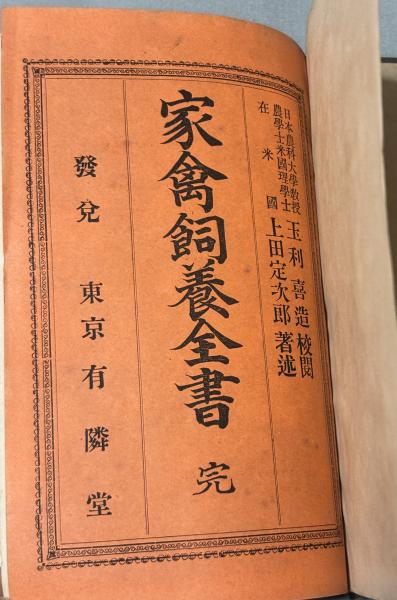 日本農科大學教授
農學士米國理學士 玉利喜造 校閲
在米國 上田定次郎 著述
家禽飼養全書 完
發兌 東京有隣堂